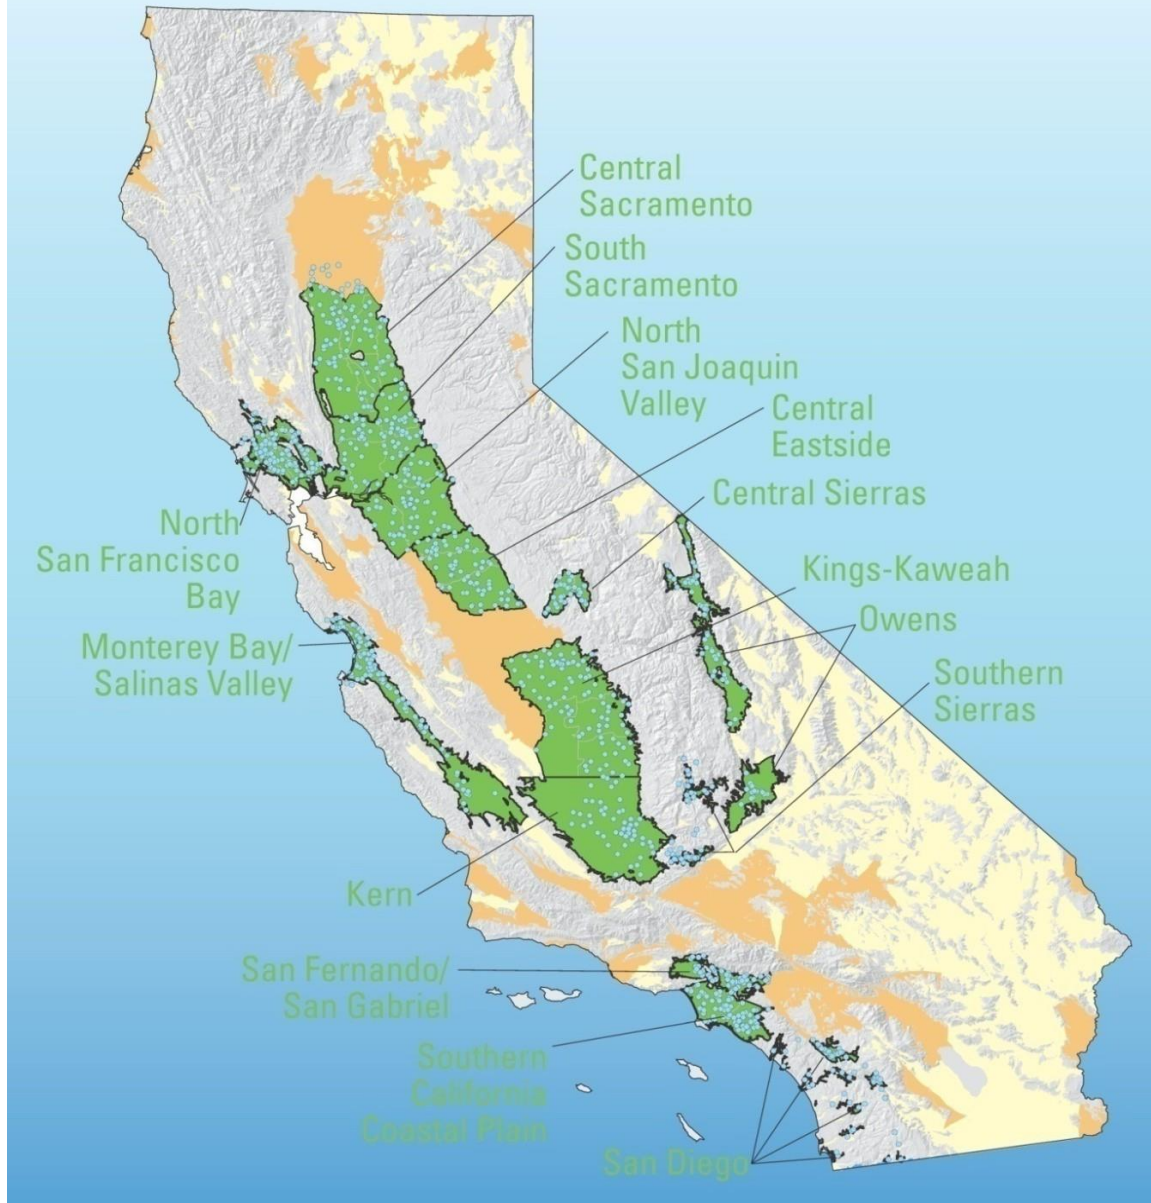 Central
Sacramento
South
Sacramento
North
San Joaquin
Valley
Central
Eastside
Central Sierras
North
San Francisco
Bay
Kings-Kaweah
Owens
Monterey Bay/
Salinas Valley
Southern
Sierras
Kern
San Fernando/
San Gabriel
Southern
California
Coastal Plain
San Diego